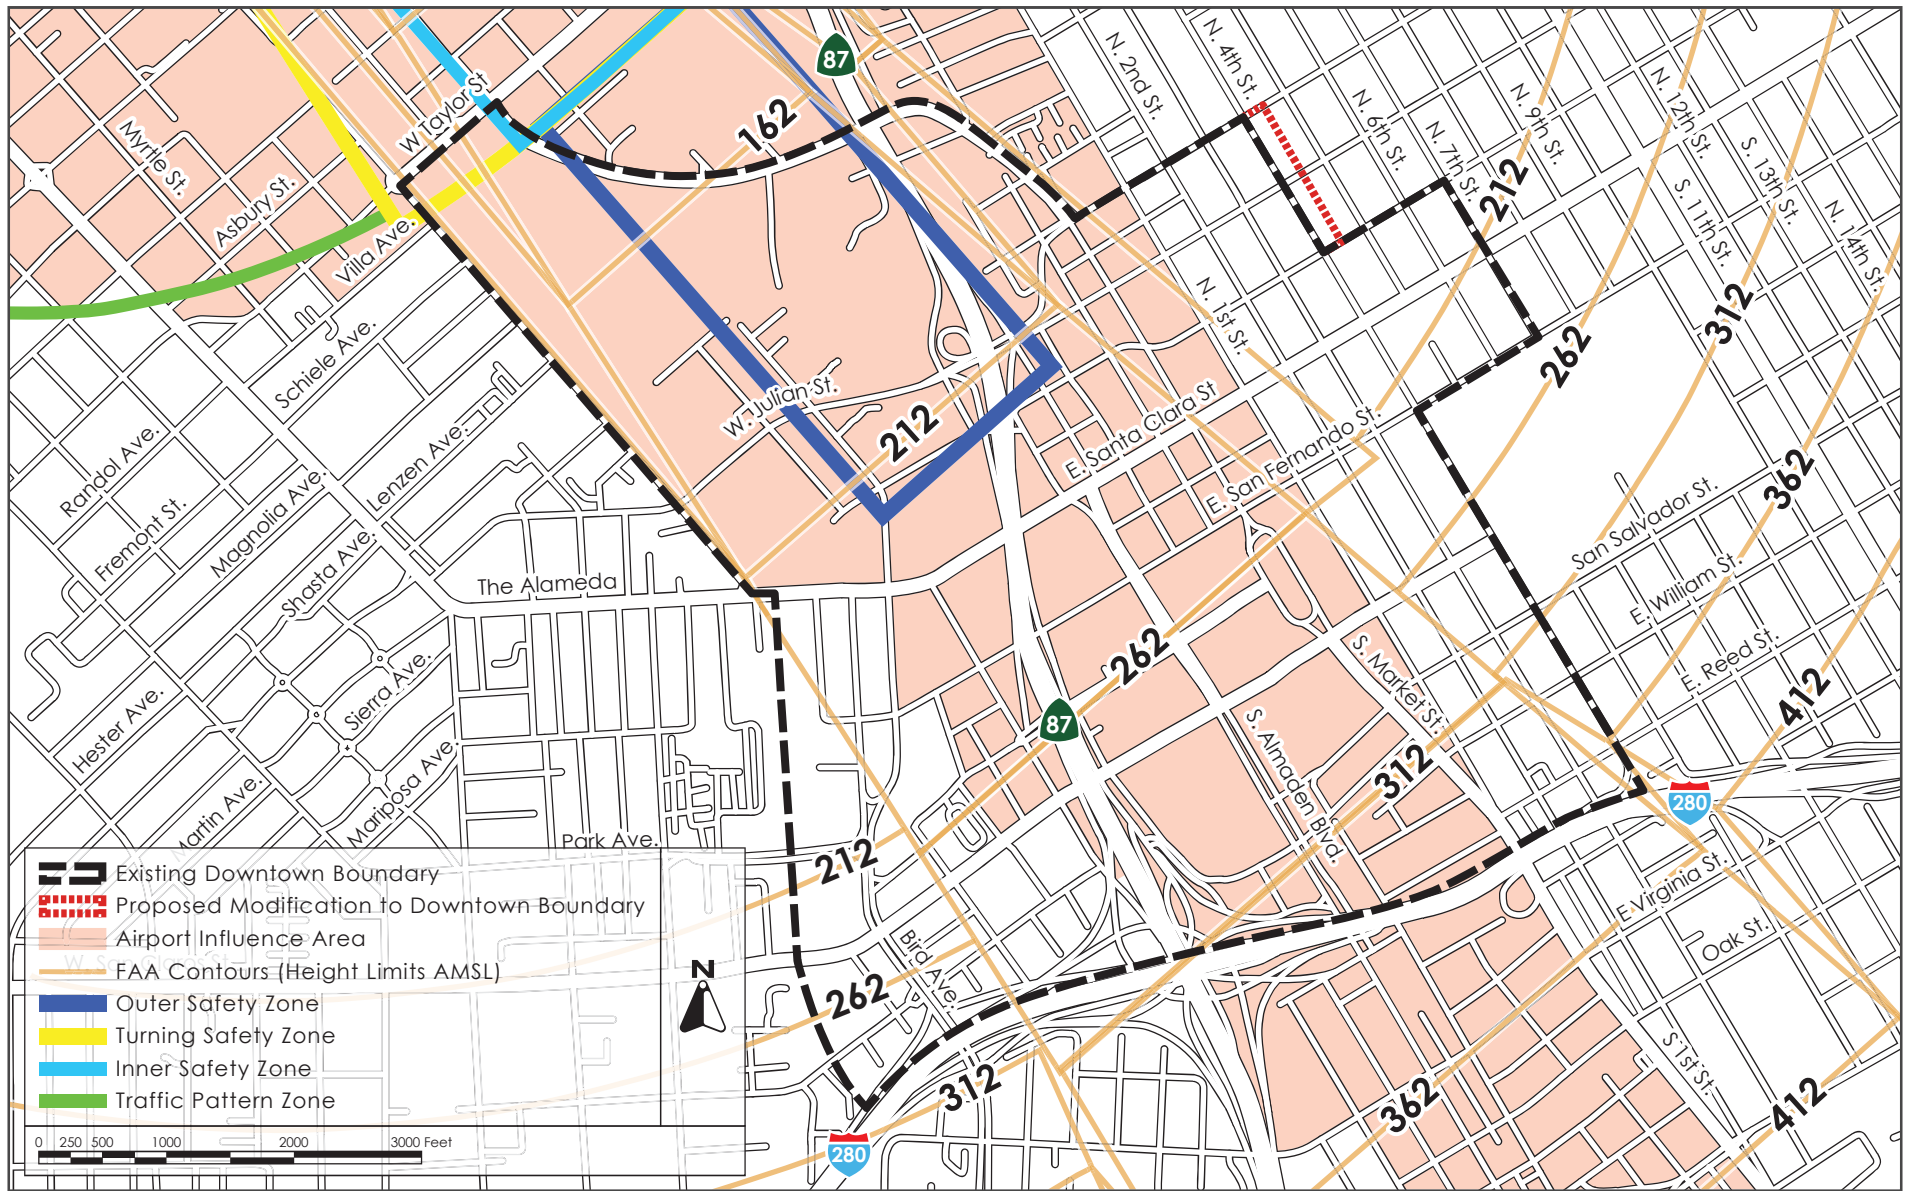 87
N. 2nd St.
N. 4th St.
N. 6th St.
N. 7th St.
N. 9th St.
N. 12th St.
S. 13th St.
S. 11th St.
N. 14th St.
Myrtle St.
Asbury St.
W Taylor St
Villa Ave.
162
212
262
312
362
412
Schiele Ave.
N. 1st St.
W. Julian St.
212
E. Santa Clara St
E. San Fernando St.
Randol Ave.
Fremont St.
Magnolia Ave.
Lenzen Ave.
Shasta Ave.
The Alameda
San Salvador St.
E. William St.
E. Reed St.
Hester Ave.
Sierra Ave.
Martin Ave.
Mariposa Ave.
Park Ave.
262
87
S. Market St.
S. Almaden Blvd.
312
280
212
262
312
Bird Ave.
E Virginia St.
Oak St.
S 1st St.
362
412
280
Existing Downtown Boundary
Proposed Modification to Downtown Boundary
Airport Influence Area
W. San Carlos St.
FAA Contours (Height Limits AMSL)
Outer Safety Zone
Turning Safety Zone
Inner Safety Zone
Traffic Pattern Zone
N
0 250 500 1000 2000 3000 Feet